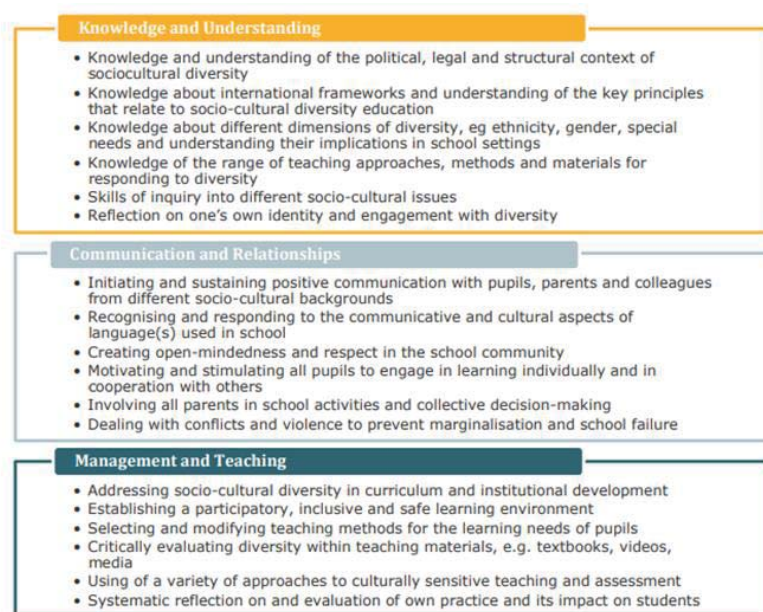 Knowledge and Understanding
• Knowledge and understanding of the political, legal and structural context of
sociocultural diversity
• Knowledge about international frameworks and understanding of the key principles
that relate to socio-cultural diversity education
• Knowledge about different dimensions of diversity, eg ethnicity, gender, special
needs and understanding their implications in school settings
• Knowledge of the range of teaching approaches, methods and materials for
responding to diversity
• Skills of inquiry into different socio-cultural issues
• Reflection on one's own identity and engagement with diversity
Communication and Relationships
• Initiating and sustaining positive communication with pupils, parents and colleagues
from different socio-cultural backgrounds
• Recognising and responding to the communicative and cultural aspects of
language(s) used in school
• Creating open-mindedness and respect in the school community
• Motivating and stimulating all pupils to engage in learning individually and in
cooperation with others
• Involving all parents in school activities and collective decision-making
• Dealing with conflicts and violence to prevent marginalisation and school failure
Management and Teaching
• Addressing socio-cultural diversity in curriculum and institutional development
• Establishing a participatory, inclusive and safe learning environment
• Selecting and modifying teaching methods for the learning needs of pupils
• Critically evaluating diversity within teaching materials, e.g. textbooks, videos,
media
• Using of a variety of approaches to culturally sensitive teaching and assessment
• Systematic reflection on and evaluation of own practice and its impact on students